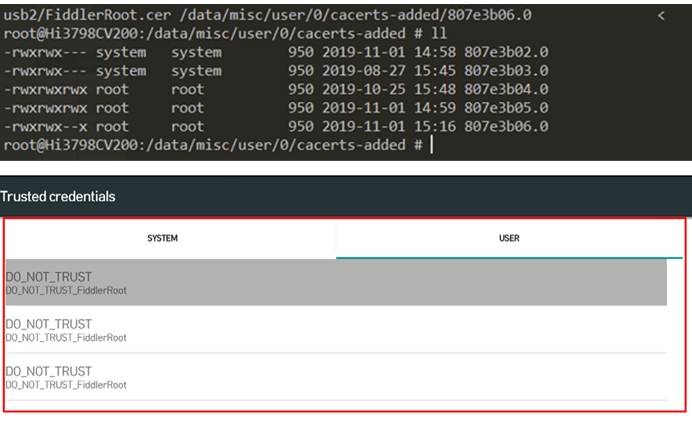 usb2/FiddlerRoot.cer /data/misc/user/0/cacerts-added/807e3b06.0 <
root@Hi3798CV200:/data/misc/user/0/cacerts-added # ll
-rwxrwx--- system system 950 2019-11-01 14:58 807e3b02.0
-rwxrwx--- system system 950 2019-08-27 15:45 807e3b03.0
-rwxrwxrwx root root 950 2019-10-25 15:48 807e3b04.0
-rwxrwxrwx root root 950 2019-11-01 14:59 807e3b05.0
-rwxrwx--x root root 950 2019-11-01 15:16 807e3b06.0
root@Hi3798CV200:/data/misc/user/0/cacerts-added #
Trusted credentials
SYSTEM USER
DO_NOT_TRUST
DO_NOT_TRUST_FiddlerRoot
DO_NOT_TRUST
DO_NOT_TRUST_FiddlerRoot
DO_NOT_TRUST
DO_NOT_TRUST_FiddlerRoot